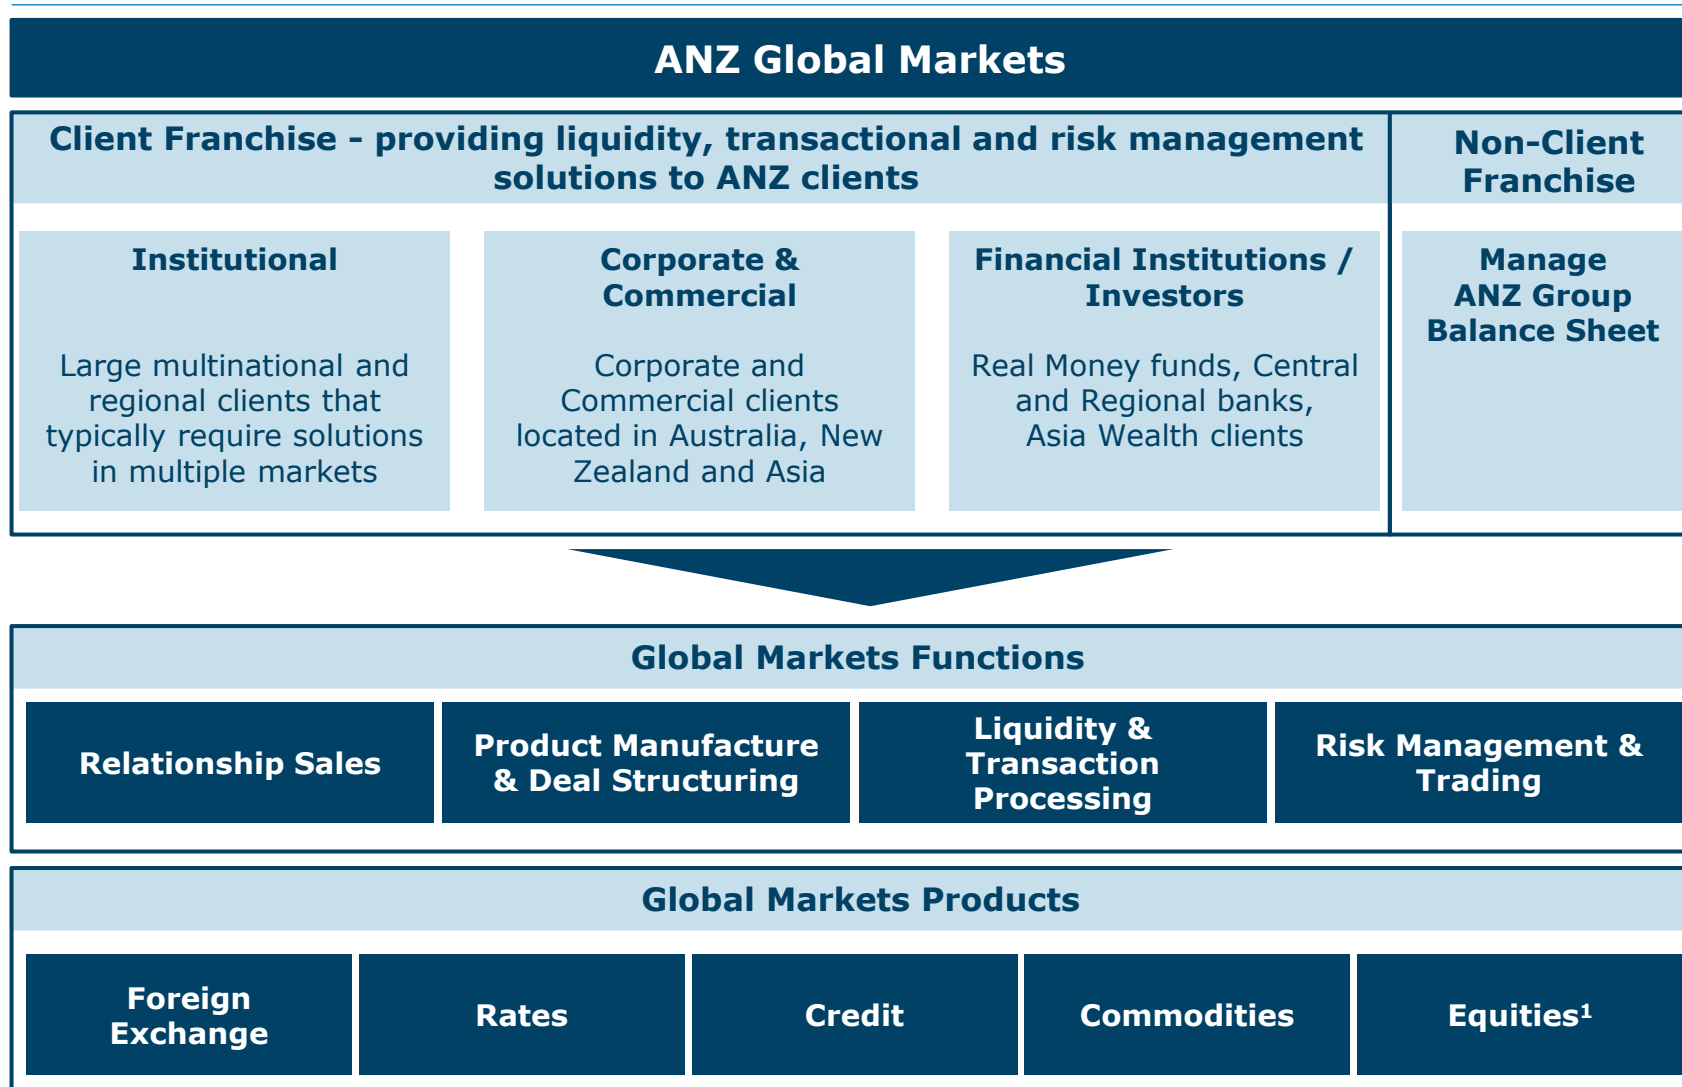 ANZ Global Markets
Client Franchise - providing liquidity, transactional and risk management
solutions to ANZ clients
Non-Client
Franchise
Institutional
Large multinational and
regional clients that
typically require solutions
in multiple markets
Corporate &
Commercial
Corporate and
Commercial clients
located in Australia, New
Zealand and Asia
Financial Institutions /
Investors
Real Money funds, Central
and Regional banks,
Asia Wealth clients
Manage
ANZ Group
Balance Sheet
Global Markets Functions
Relationship Sales
Product Manufacture
& Deal Structuring
Liquidity &
Transaction
Processing
Risk Management &
Trading
Global Markets Products
Foreign
Exchange
Rates
Credit
Commodities
Equities¹